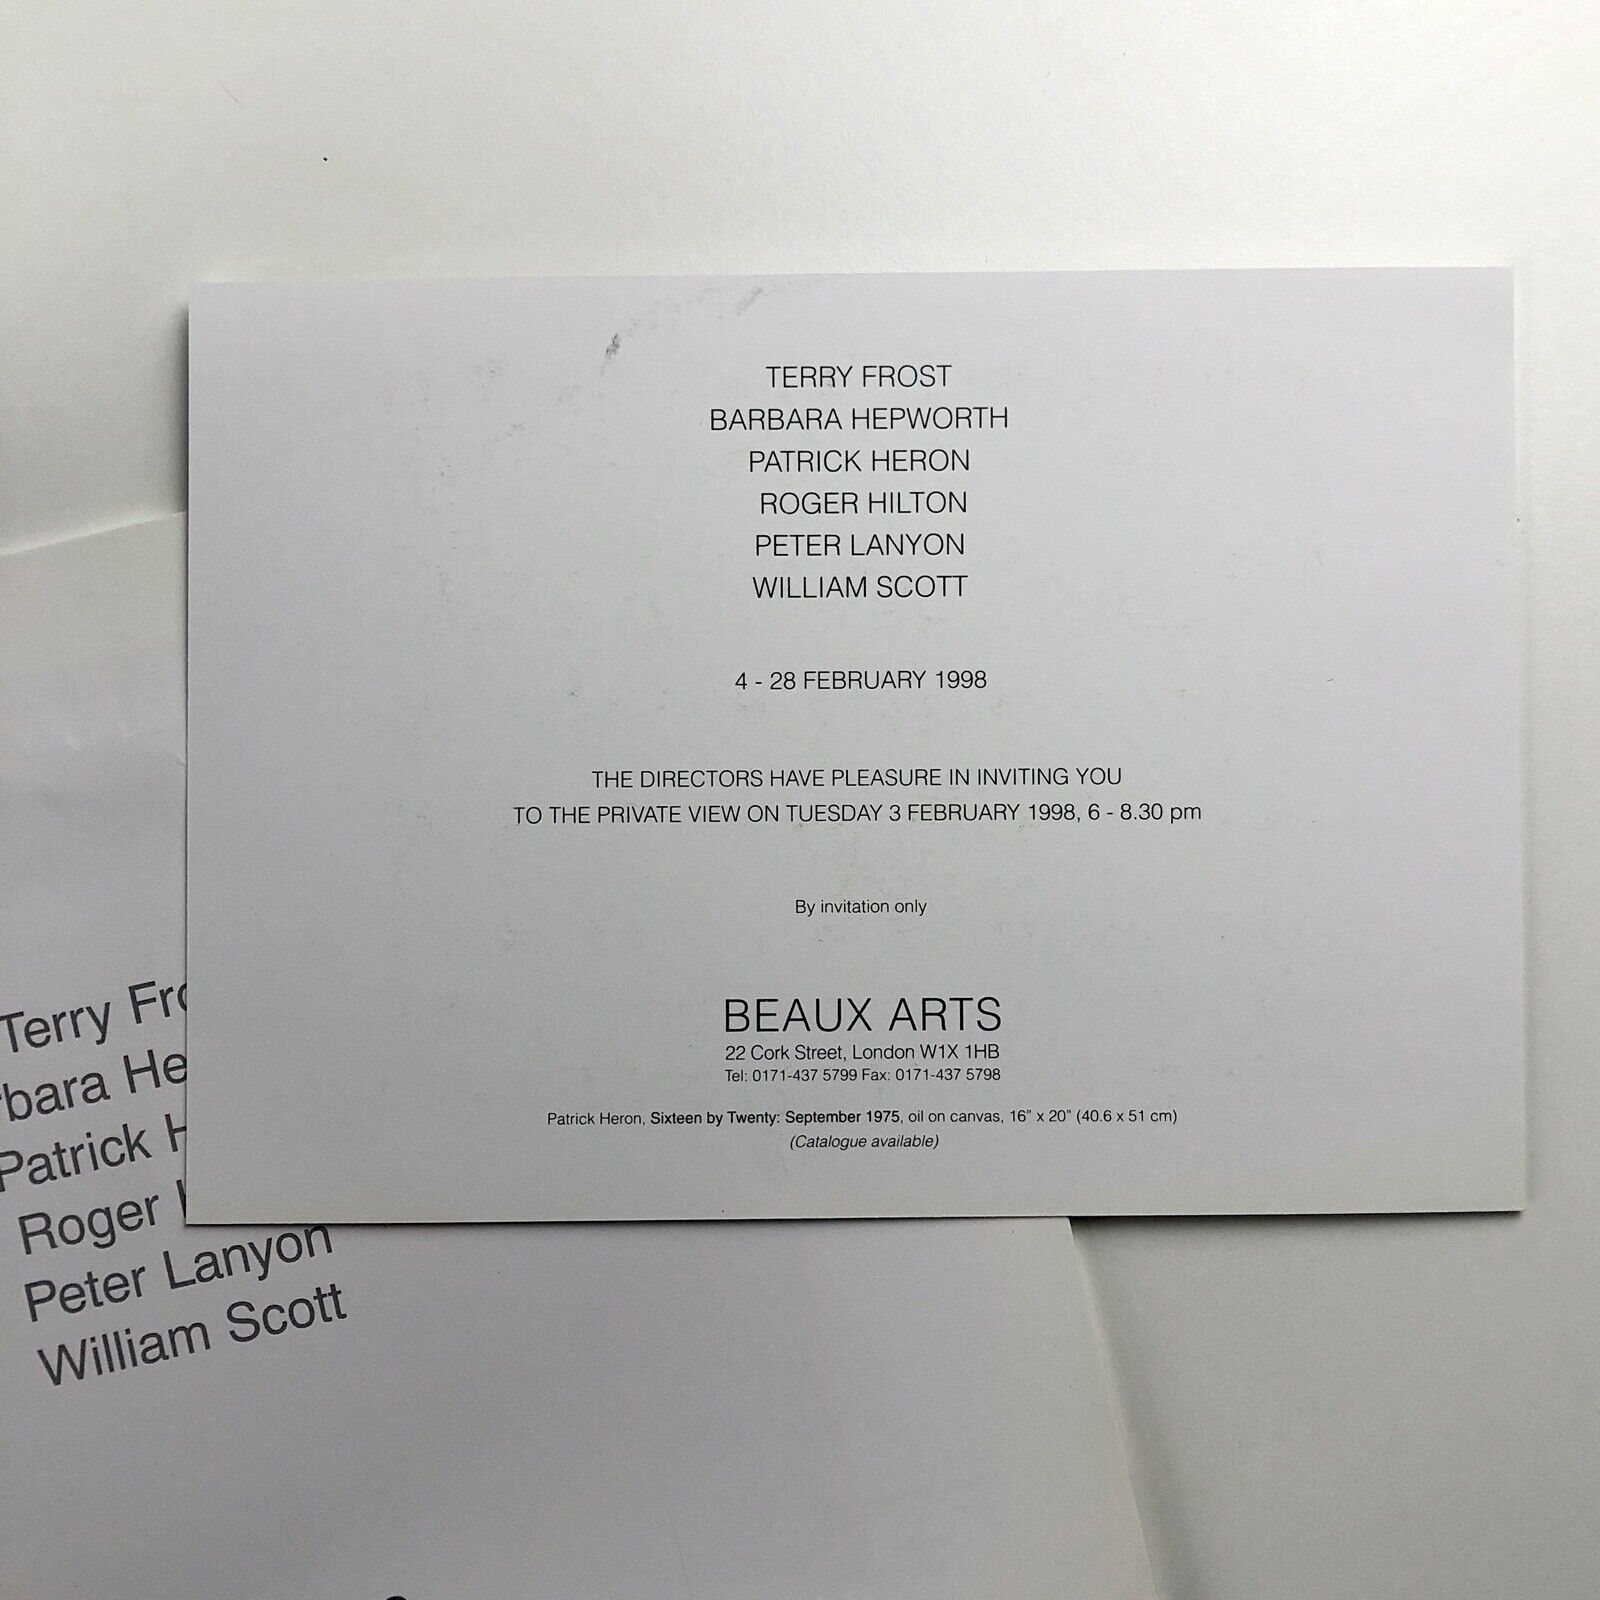 TERRY FROST
BARBARA HEPWORTH
PATRICK HERON
ROGER HILTON
PETER LANYON
WILLIAM SCOTT
4 - 28 FEBRUARY 1998
THE DIRECTORS HAVE PLEASURE IN INVITING YOU
TO THE PRIVATE VIEW ON TUESDAY 3 FEBRUARY 1998, 6 - 8.30 pm
By invitation only
BEAUX ARTS
22 Cork Street, London W1X 1HB
Tel: 0171-437 5799 Fax: 0171-437 5798
Patrick Heron, Sixteen by Twenty: September 1975, oil on canvas, 16" x 20" (40.6 x 51 cm)
(Catalogue available)
Terry
Patrick
Roger
Peter Lanyon
William Scott